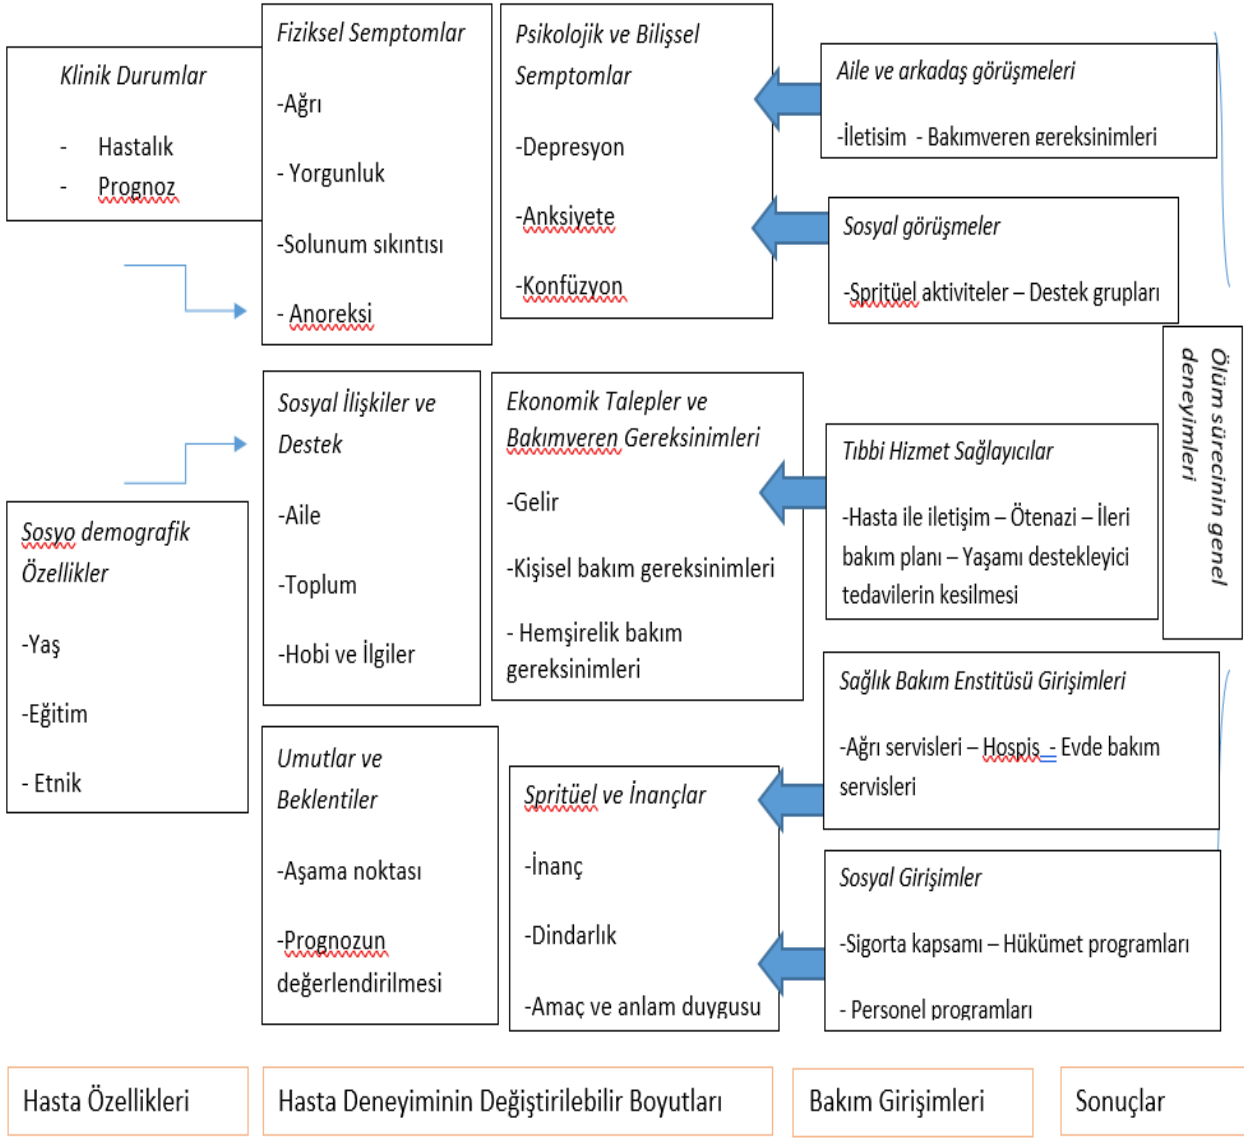 Klinik Durumlar
- Hastalık
- Prognoz
Sosyo demografik
Özellikler
-Yaş
-Eğitim
- Etnik
Fiziksel Semptomlar
-Ağrı
- Yorgunluk
-Solunum sıkıntısı
- Anoreksi
Psikolojik ve Bilişsel
Semptomlar
-Depresyon
-Anksiyete
-Konfüzyon
Sosyal İlişkiler ve
Destek
-Aile
-Toplum
-Hobi ve İlgiler
Ekonomik Talepler ve
Bakımveren Gereksinimleri
-Gelir
-Kişisel bakım gereksinimleri
- Hemşirelik bakım
gereksinimleri
Umutlar ve
Beklentiler
-Aşama noktası
-Prognozun
değerlendirilmesi
Spritüel ve İnançlar
-İnanç
-Dindarlık
-Amaç ve anlam duygusu
Aile ve arkadaş görüşmeleri
-İletişim - Bakımveren gereksinimleri
Sosyal görüşmeler
-Spritüel aktiviteler – Destek grupları
Tıbbi Hizmet Sağlayıcılar
-Hasta ile iletişim – Ötenazi – İleri
bakım planı – Yaşamı destekleyici
tedavilerin kesilmesi
Sağlık Bakım Enstitüsü Girişimleri
-Ağrı servisleri – Hospis - Evde bakım
servisleri
Sosyal Girişimler
-Sigorta kapsamı – Hükümet programları
- Personel programları
Ölüm sürecinin genel
deneyimleri
Hasta Özellikleri
Hasta Deneyiminin Değiştirilebilir Boyutları
Bakım Girişimleri
Sonuçlar